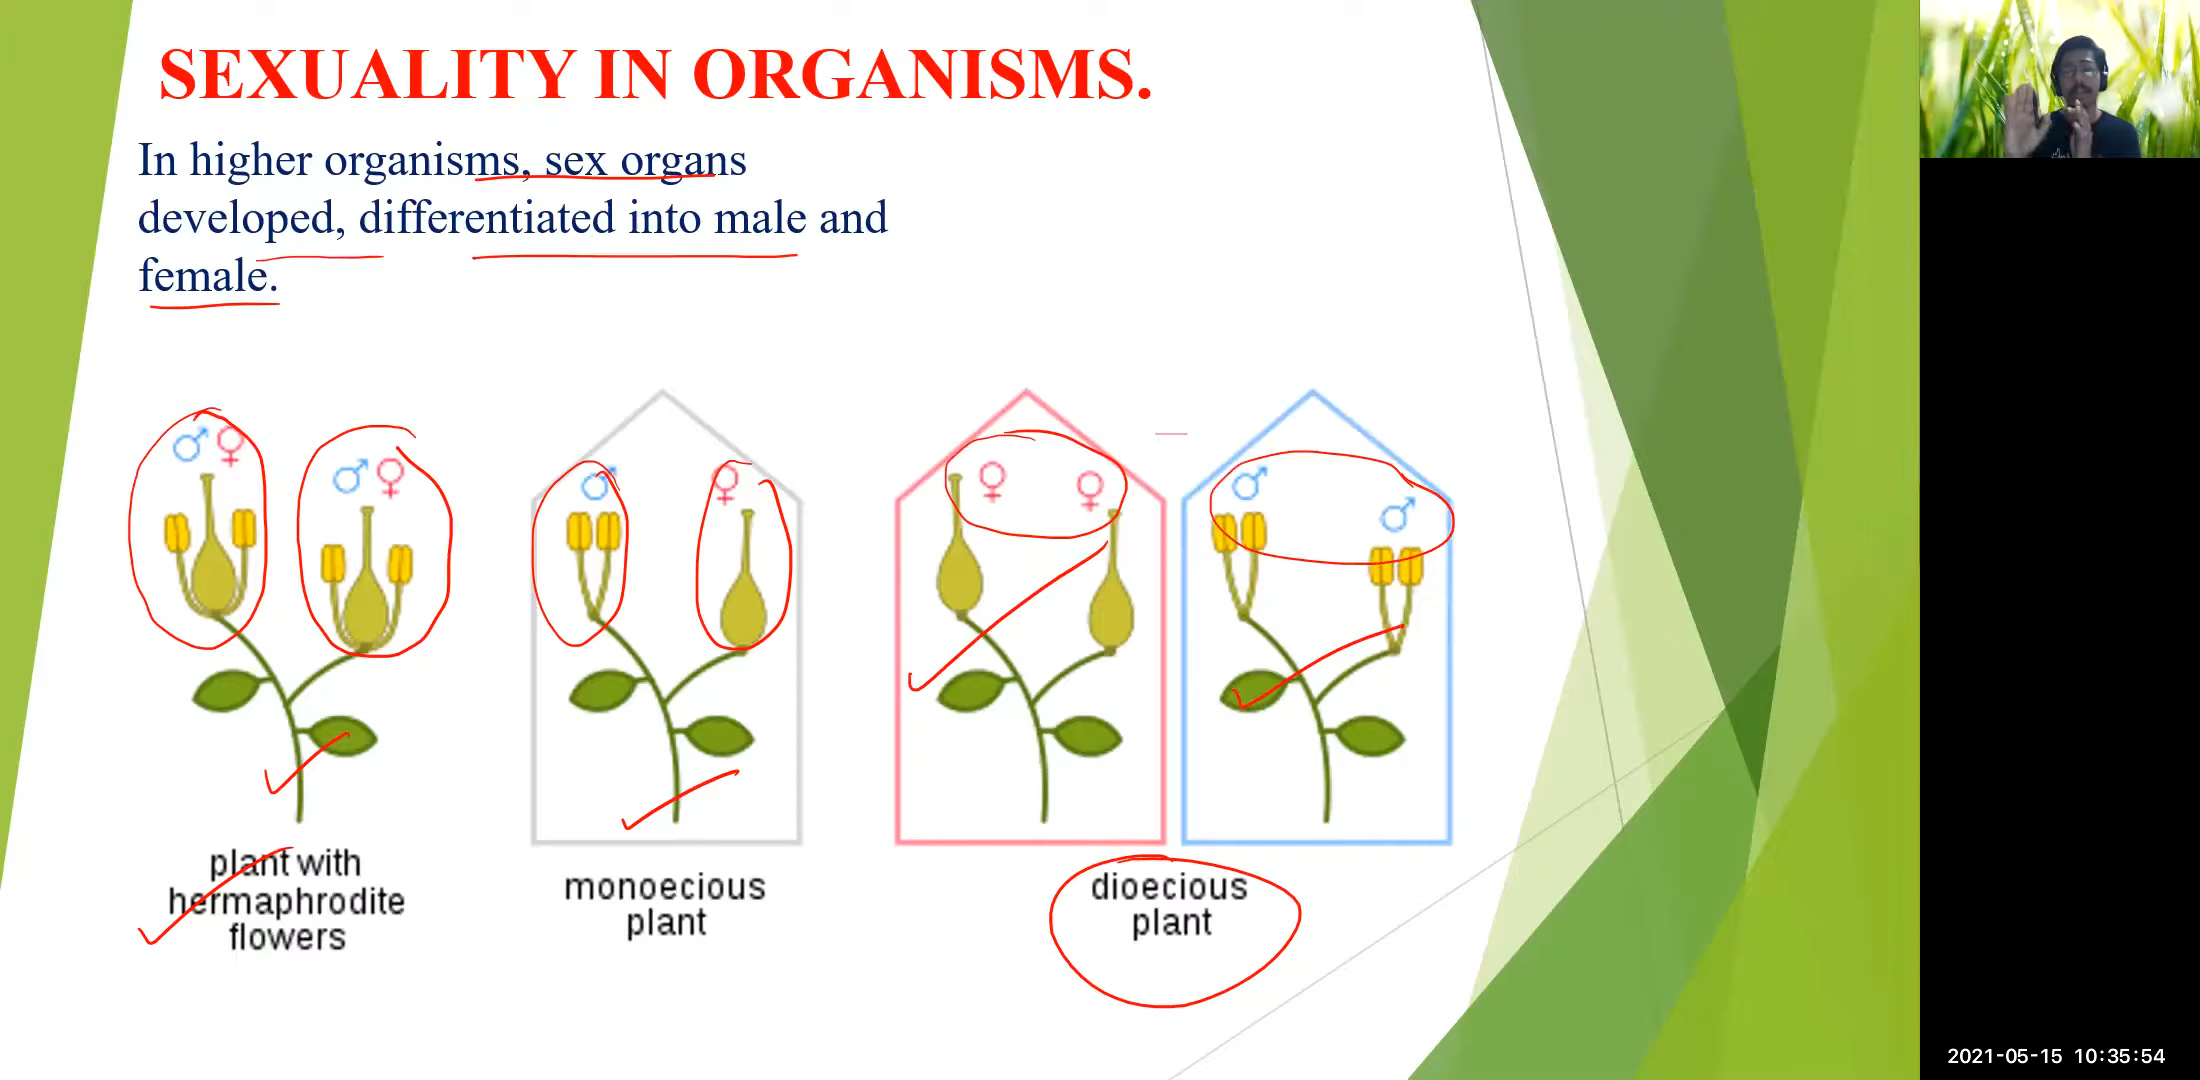 SEXUALITY IN ORGANISMS.
In higher organisms, sex organs
developed, differentiated into male and
female.
plant with
hermaphrodite
flowers
monoecious
plant
dioecious
plant
2021-05-15 10:35:54